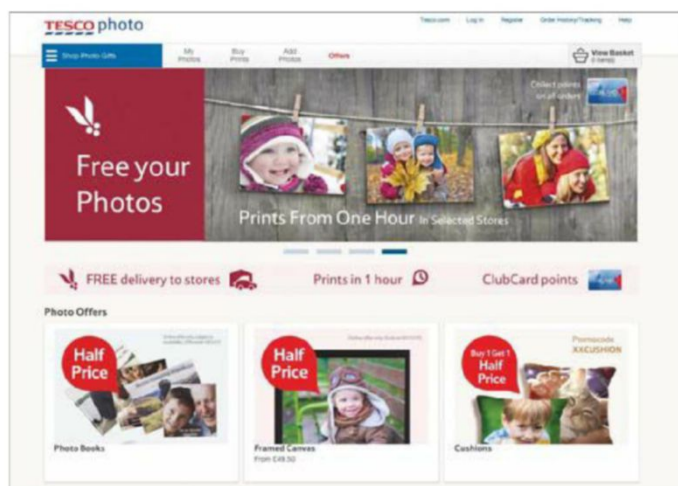 TESCO photo
Tesco.com Log In Register Order History/Tracking Help
Shop Photo Gifts
My Photos
Buy Prints
Add Photos
Offers
View Basket
0 item(s)
Collect points
on all orders
Free your
Photos
Prints From One Hour In Selected Stores
FREE delivery to stores
Prints in 1 hour
ClubCard points
Photo Offers
Half
Price
Photo Books
Half
Price
Framed Canvas
From £49.50
Buy 1 Get 1
Half
Price
Promocode
XXCUSHION
Cushions